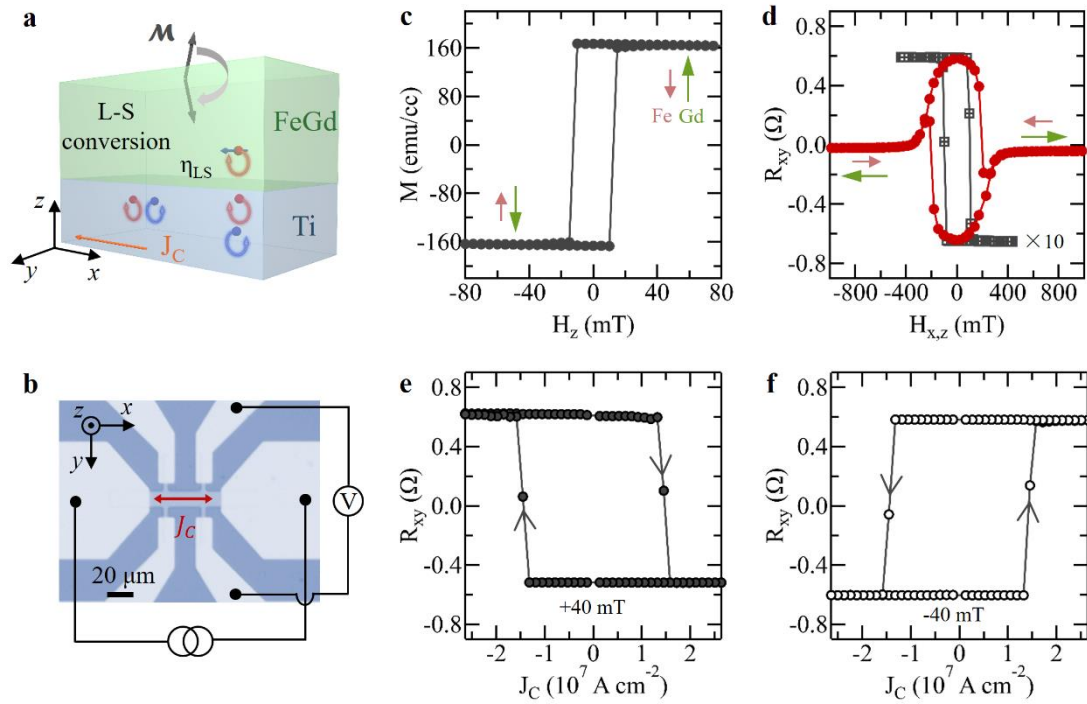 a
M
L-S
conversion
FeGd
ηLS
Ti
JC
z
y
x
b
z
x
y
JC
20 μm
V
c
M (emu/cc)
160
80
0
-80
-160
Fe Gd
-80 -40 0 40 80
Hz (mT)
d
Rxy (Ω)
0.8
0.4
0.0
-0.4
-0.8
×10
-800 -400 0 400 800
Hx,z (mT)
e
Rxy (Ω)
0.8
0.4
0.0
-0.4
-0.8
+40 mT
-2 -1 0 1 2
JC (10⁷ A cm⁻²)
f
Rxy (Ω)
0.8
0.4
0.0
-0.4
-0.8
-40 mT
-2 -1 0 1 2
JC (10⁷ A cm⁻²)